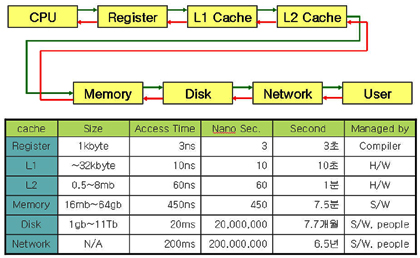 CPU Register L1 Cache L2 Cache
Memory Disk Network User
cache Size Access Time Nano Sec. Second Managed by
Register 1kbyte 3ns 3 3초 Compiler
L1 ~32kbyte 10ns 10 10초 H/W
L2 0.5~8mb 60ns 60 1분 H/W
Memory 16mb~64gb 450ns 450 7.5분 S/W
Disk 1gb~11Tb 20ms 20,000,000 7.7개월 S/W, people
Network N/A 200ms 200,000,000 6.5년 S/W, people